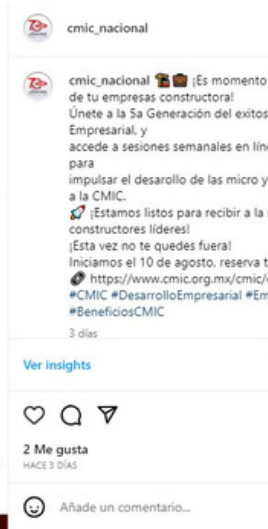 cmic_nacional
cmic_nacional 👷💼 ¡Es momento
de tu empresas constructora!
Únete a la 5a Generación del exitos
Empresarial, y
accede a sesiones semanales en lín
para
impulsar el desarollo de las micro y
a la CMIC.
🚀 ¡Estamos listos para recibir a la
constructores líderes!
¡Esta vez no te quedes fuera!
Iniciamos el 10 de agosto, reserva t
🔗 https://www.cmic.org.mx/cmic/
#CMIC #DesarrolloEmpresarial #Em
#BeneficiosCMIC
3 días
Ver insights
2 Me gusta
HACE 3 DÍAS
Añade un comentario...